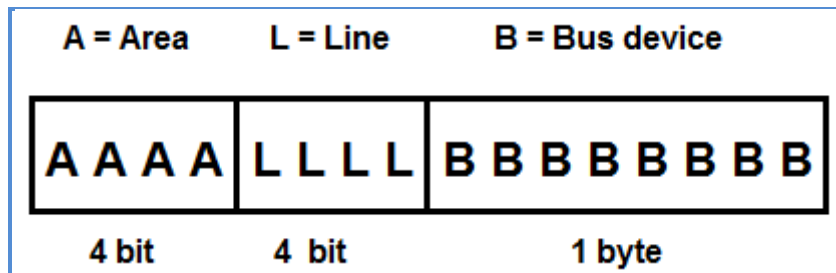 A = Area L = Line B = Bus device
A A A A L L L L B B B B B B B B
4 bit 4 bit 1 byte